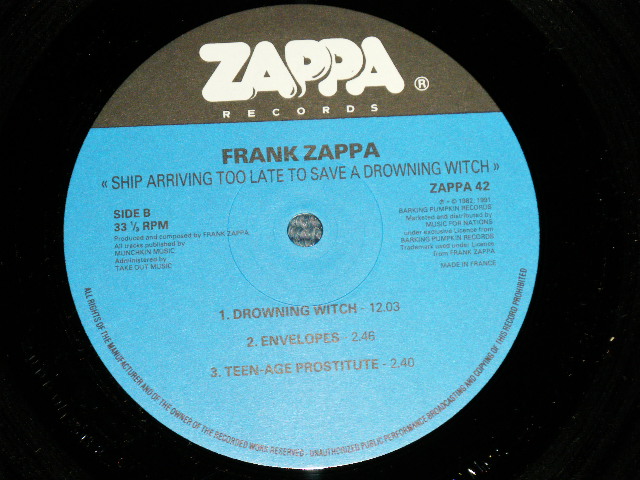 ZAPPA ®
RECORDS
FRANK ZAPPA
« SHIP ARRIVING TOO LATE TO SAVE A DROWNING WITCH »
SIDE B
33 ⅓ RPM
Produced and composed by FRANK ZAPPA
All tracks published by
MUNCHKIN MUSIC
Administered by
TAKE OUT MUSIC
ZAPPA 42
℗ - © 1982, 1991
BARKING PUMPKIN RECORDS
Marketed and distributed by
MUSIC FOR NATIONS
under exclusive Licence from
BARKING PUMPKIN RECORDS
Trademark used under Licence
from FRANK ZAPPA
MADE IN FRANCE
1. DROWNING WITCH - 12.03
2. ENVELOPES - 2.46
3. TEEN-AGE PROSTITUTE - 2.40
ALL RIGHTS OF THE MANUFACTURER AND OF THE OWNER OF THE RECORDED WORK RESERVED - UNAUTHORIZED PUBLIC PERFORMANCE BROADCASTING AND COPYING OF THIS RECORD PROHIBITED